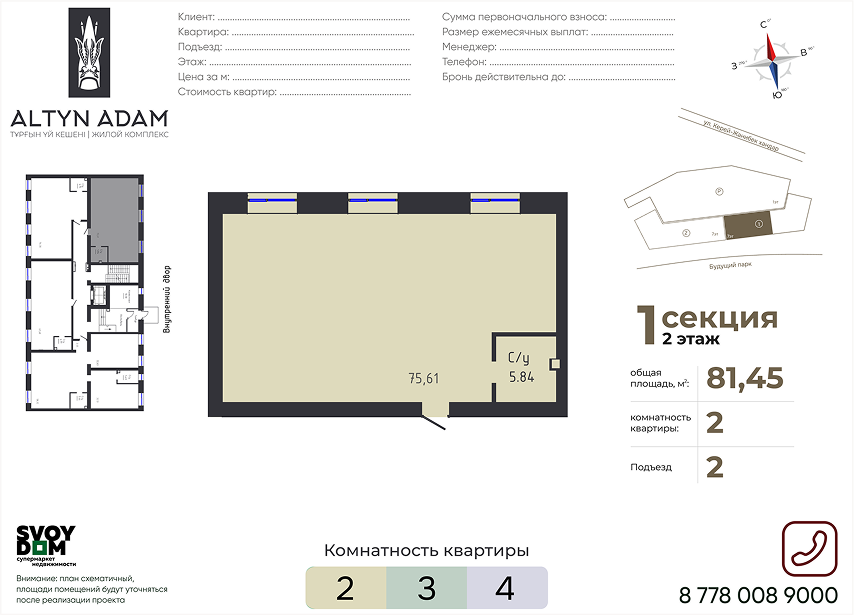 ALTYN ADAM
ТҰРҒЫН ҮЙ КЕШЕНІ | ЖИЛОЙ КОМПЛЕКС
Клиент:
Квартира:
Подъезд:
Этаж:
Цена за м:
Стоимость квартир:
Сумма первоначального взноса:
Размер ежемесячных выплат:
Менеджер:
Телефон:
Бронь действительна до:
С
В
З
Ю
ул. Керей-Жанибек хандар
Р
1
2
7эт
Будущий парк
Внутренний двор
75,61
С/у
5.84
1 секция
2 этаж
общая
площадь, м²: 81,45
комнатность
квартиры: 2
Подъезд 2
SVOY
DOM
супермаркет
недвижимости
Внимание: план схематичный,
площади помещений будут уточняться
после реализации проекта
Комнатность квартиры
2 3 4
8 778 008 9000